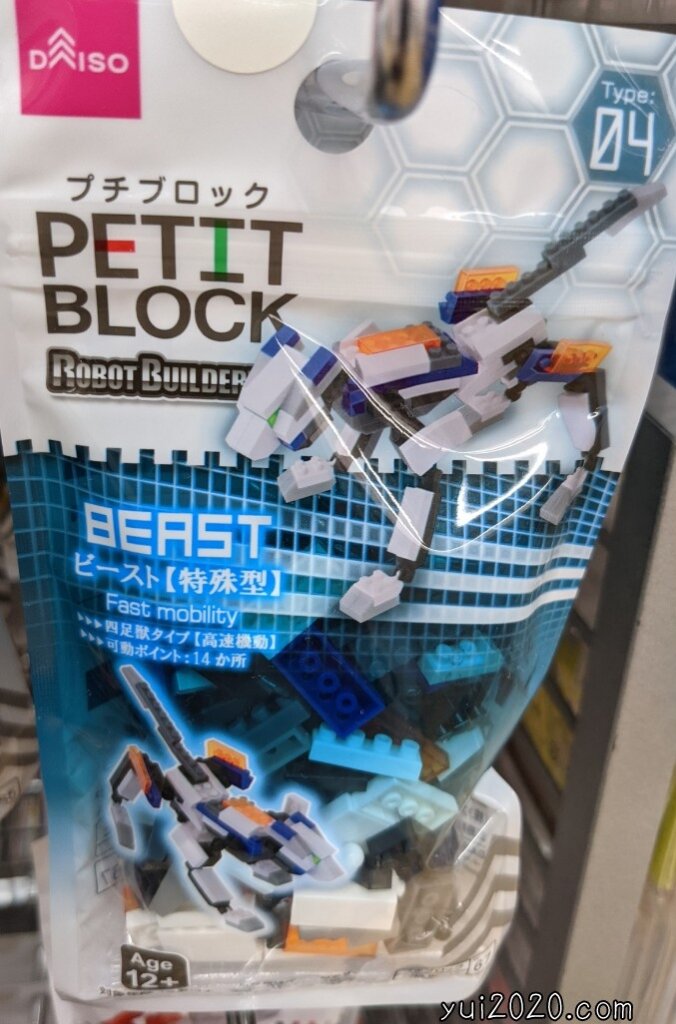 DAISO
Type:
04
プチブロック
PETIT
BLOCK
ROBOT BUILDER
BEAST
ビースト【特殊型】
Fast mobility
▸▸▸四足獣タイプ【高速機動】
▸▸▸可動ポイント:14か所
Age
12+
yui2020.com